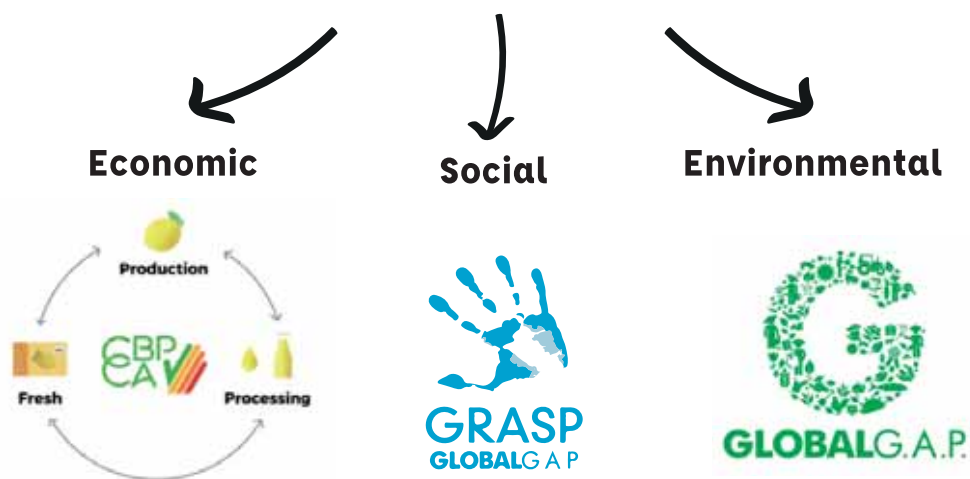 Economic
Social
Environmental
Production
CBP
CA
Fresh
Processing
GRASP
GLOBALG A P
GLOBALG.A.P.